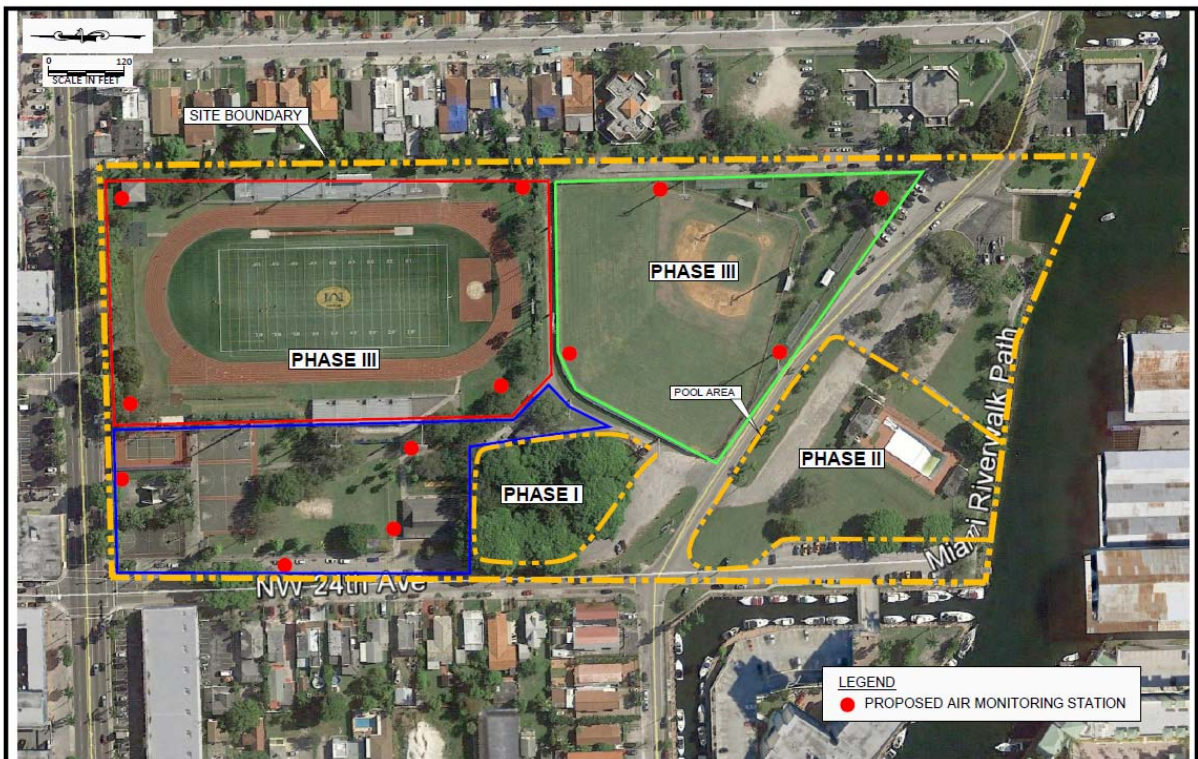 0 120
SCALE IN FEET
SITE BOUNDARY
PHASE III
PHASE III
POOL AREA
PHASE II
PHASE I
Miami Riverwalk Path
NW 24th Ave
LEGEND
PROPOSED AIR MONITORING STATION